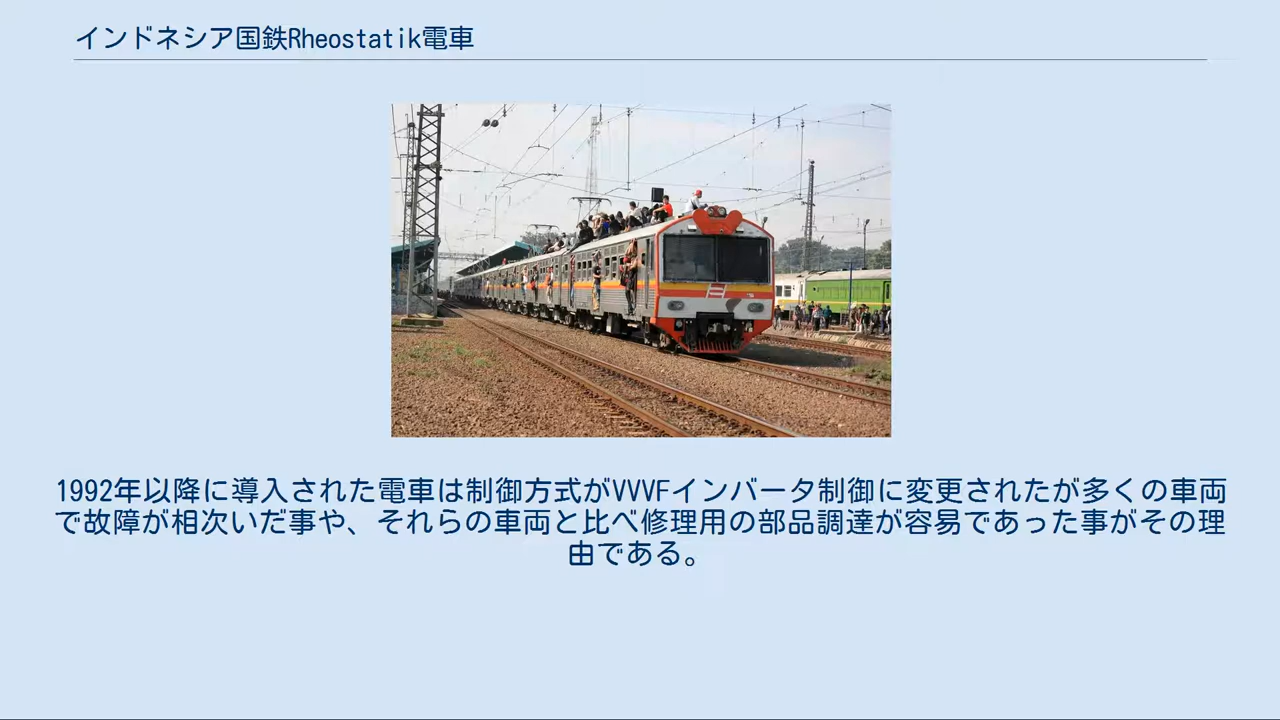 インドネシア国鉄Rheostatik電車
1992年以降に導入された電車は制御方式がVVVFインバータ制御に変更されたが多くの車両
で故障が相次いだ事や、それらの車両と比べ修理用の部品調達が容易であった事がその理
由である。